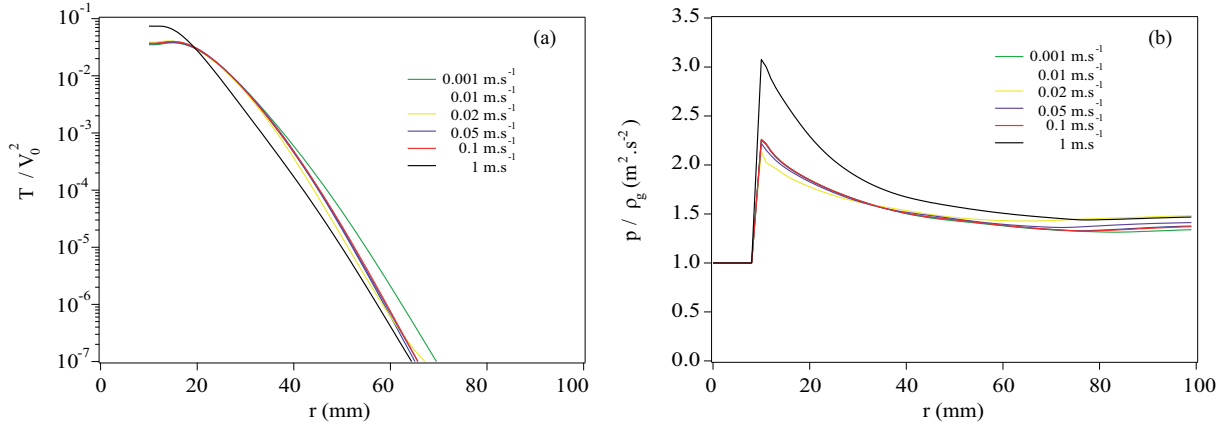 (a)
10^-1
10^-2
10^-3
10^-4
10^-5
10^-6
10^-7
T / V_0^2
0.001 m.s^-1
0.01 m.s^-1
0.02 m.s^-1
0.05 m.s^-1
0.1 m.s^-1
1 m.s^-1
0 20 40 60 80 100
r (mm)
(b)
3.5
3.0
2.5
2.0
1.5
1.0
0.5
0.0
p / ρ_g (m^2.s^-2)
0.001 m.s^-1
0.01 m.s^-1
0.02 m.s^-1
0.05 m.s^-1
0.1 m.s^-1
1 m.s^-1
0 20 40 60 80 100
r (mm)